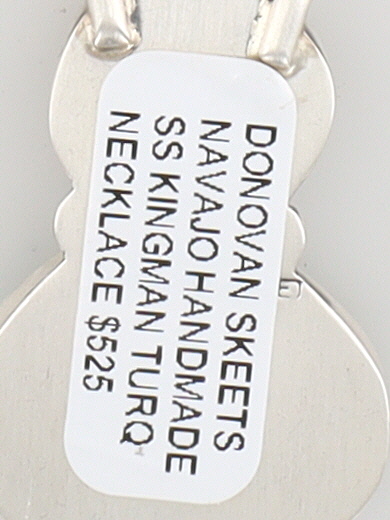 DONOVAN SKEETS
NAVAJO HANDMADE
SS KINGMAN TURQ
NECKLACE $525